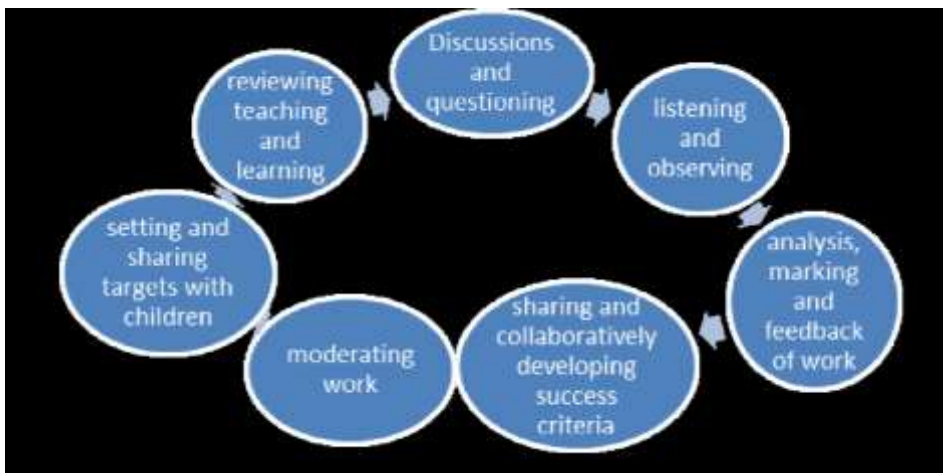 Discussions
and
questioning
listening
and
observing
analysis,
marking
and
feedback
of work
sharing and
collaboratively
developing
success
criteria
moderating
work
setting and
sharing
targets with
children
reviewing
teaching
and
learning